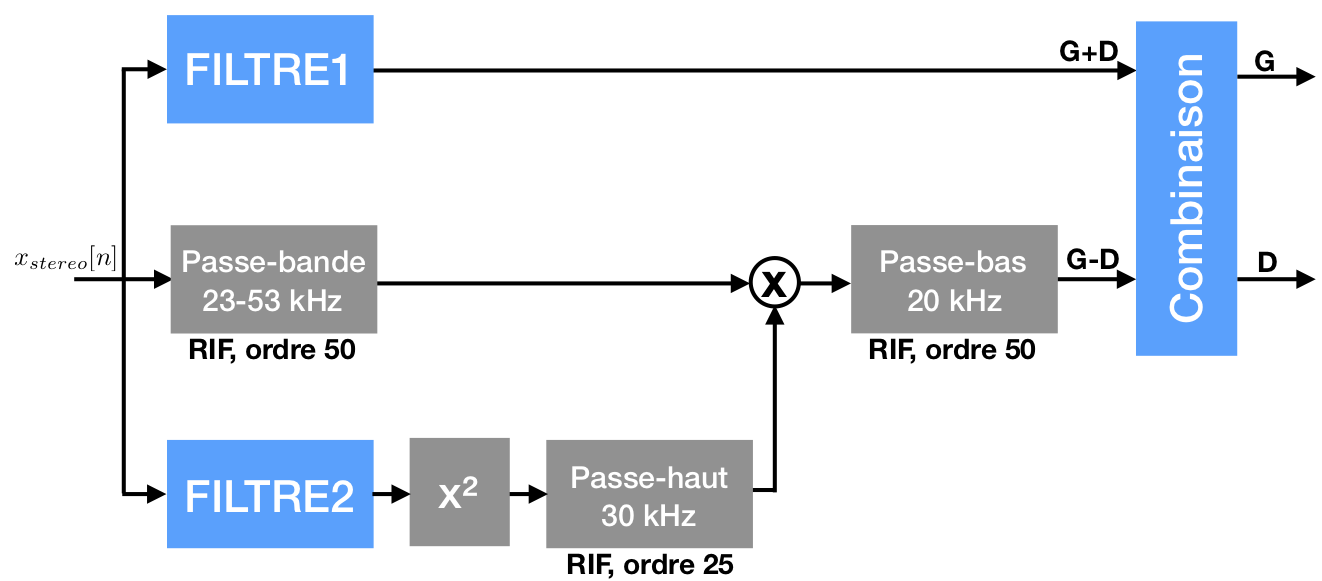 FILTRE1
G+D
Combinaison
G
x_{stereo}[n]
Passe-bande
23-53 kHz
RIF, ordre 50
X
Passe-bas
20 kHz
RIF, ordre 50
G-D
D
FILTRE2
x²
Passe-haut
30 kHz
RIF, ordre 25